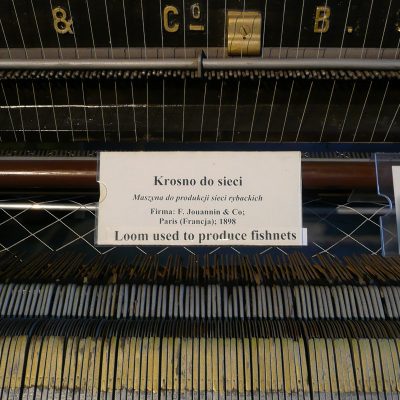 & Cº B.
Krosno do sieci
Maszyna do produkcji sieci rybackich
Firma: F. Jouannin & Co;
Paris (Francja); 1898
Loom used to produce fishnets